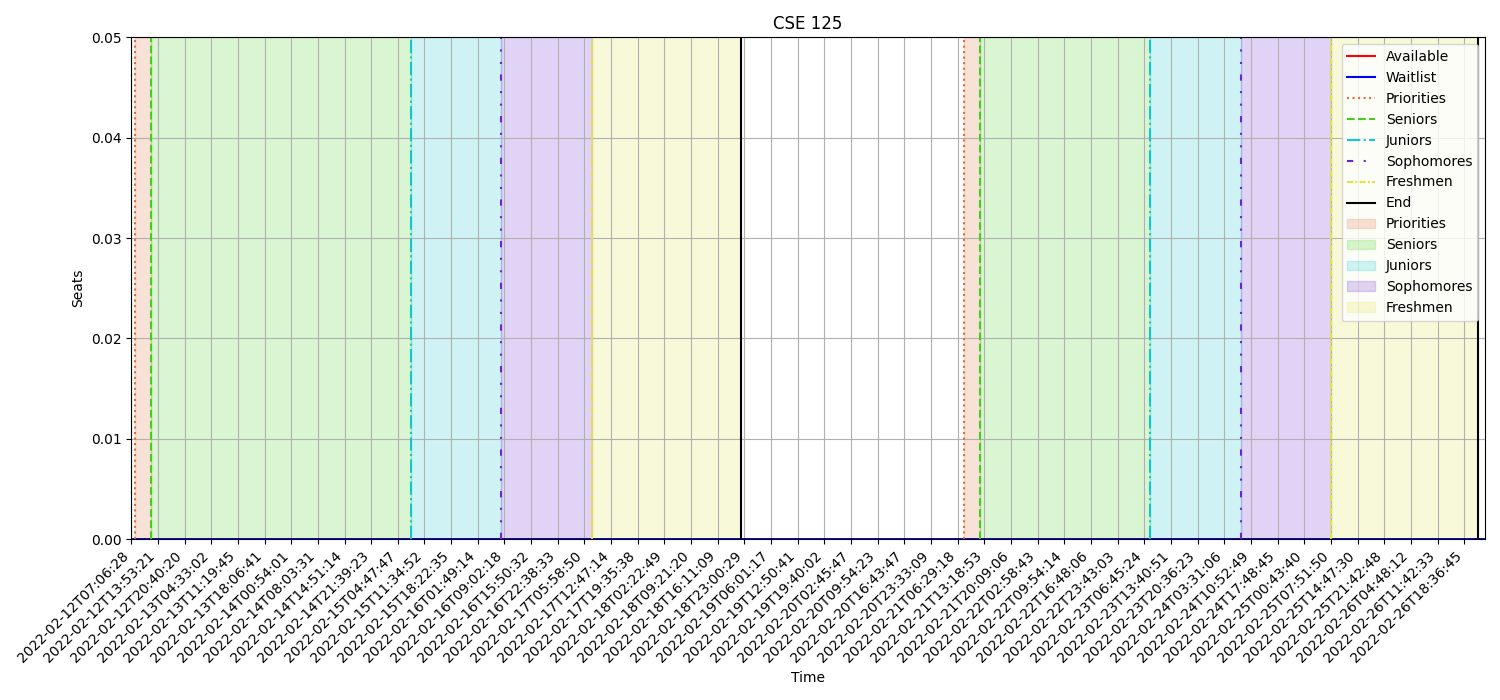 CSE 125
0.05
0.04
0.03
0.02
0.01
0.00
Seats
Available
Waitlist
Priorities
Seniors
Juniors
Sophomores
Freshmen
End
Priorities
Seniors
Juniors
Sophomores
Freshmen
2022-02-12T07:06:28
2022-02-12T13:53:21
2022-02-12T20:40:20
2022-02-13T04:33:02
2022-02-13T11:19:45
2022-02-13T18:06:41
2022-02-14T00:54:01
2022-02-14T08:03:31
2022-02-14T14:51:14
2022-02-14T21:39:23
2022-02-15T04:47:47
2022-02-15T11:34:52
2022-02-15T18:22:35
2022-02-16T01:49:14
2022-02-16T09:02:18
2022-02-16T15:50:32
2022-02-16T22:38:33
2022-02-17T05:58:50
2022-02-17T12:47:14
2022-02-17T19:35:38
2022-02-18T02:22:49
2022-02-18T09:21:20
2022-02-18T16:11:09
2022-02-18T23:00:29
2022-02-19T06:01:17
2022-02-19T12:50:41
2022-02-19T19:40:02
2022-02-20T02:45:47
2022-02-20T09:54:23
2022-02-20T16:43:47
2022-02-20T23:33:09
2022-02-21T06:29:18
2022-02-21T13:18:53
2022-02-21T20:09:06
2022-02-22T02:58:43
2022-02-22T09:54:14
2022-02-22T16:48:06
2022-02-22T23:43:03
2022-02-23T06:45:24
2022-02-23T13:40:51
2022-02-23T20:36:23
2022-02-24T03:31:06
2022-02-24T10:52:49
2022-02-24T17:48:45
2022-02-25T00:43:40
2022-02-25T07:51:50
2022-02-25T14:47:30
2022-02-25T21:42:48
2022-02-26T04:48:12
2022-02-26T11:42:33
2022-02-26T18:36:45
Time